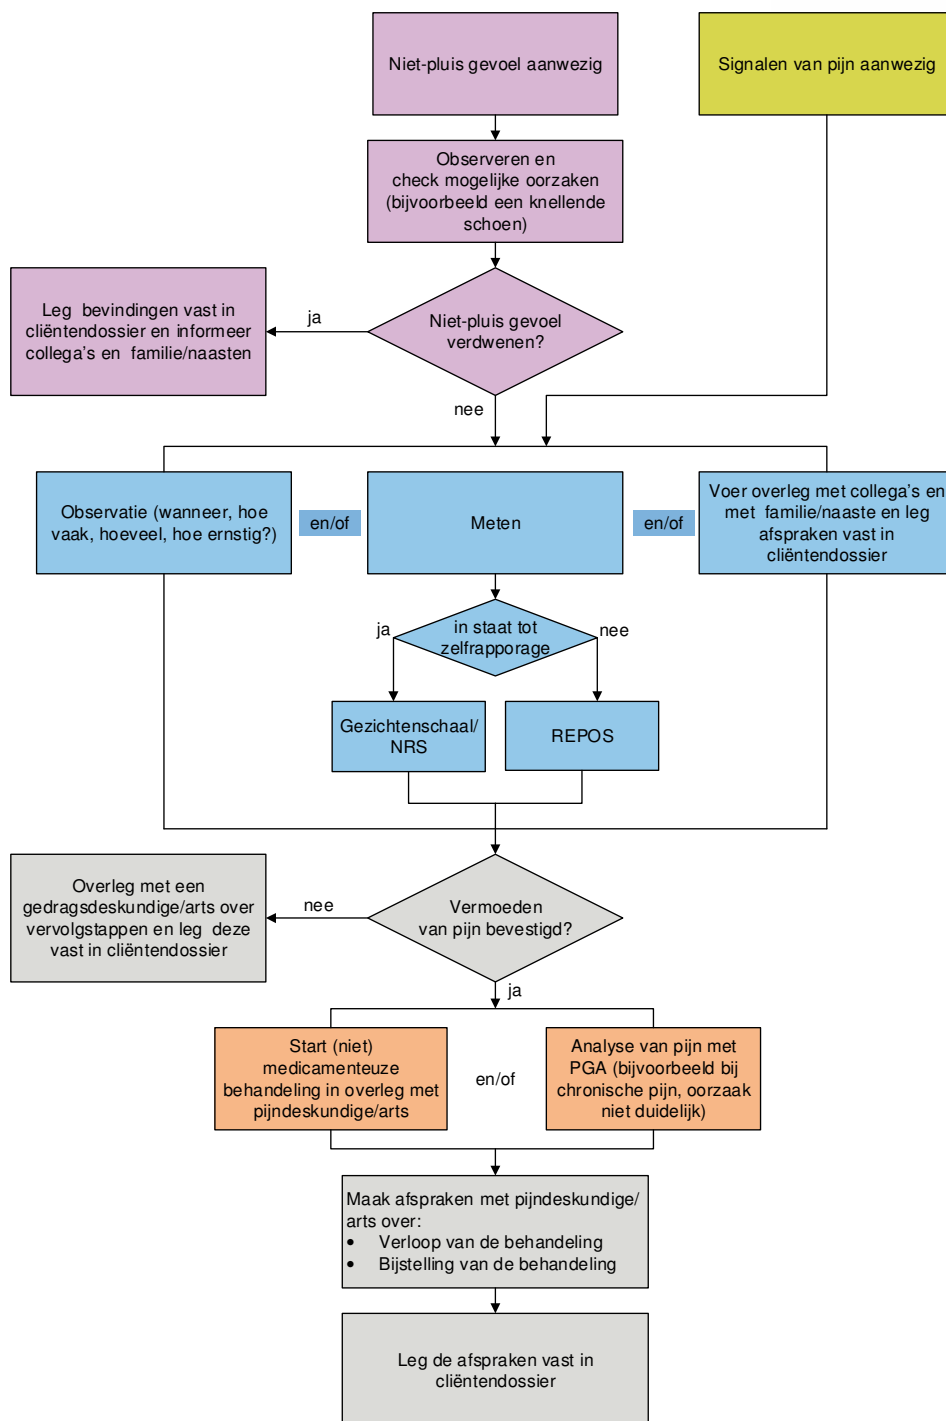 Niet-pluis gevoel aanwezig
Signalen van pijn aanwezig
Observeren en
check mogelijke oorzaken
(bijvoorbeeld een knellende
schoen)
Leg bevindingen vast in
cliëntendossier en informeer
collega's en familie/naasten
ja
Niet-pluis gevoel
verdwenen?
nee
Observatie (wanneer, hoe
vaak, hoeveel, hoe ernstig?)
en/of
Meten
en/of
Voer overleg met collega's en
met familie/naaste en leg
afspraken vast in
cliëntendossier
ja
in staat tot
zelfrapporage
nee
Gezichtenschaal/
NRS
REPOS
Overleg met een
gedragsdeskundige/arts over
vervolgstappen en leg deze
vast in cliëntendossier
nee
Vermoeden
van pijn bevestigd?
ja
Start (niet)
medicamenteuze
behandeling in overleg met
pijndeskundige/arts
en/of
Analyse van pijn met
PGA (bijvoorbeeld bij
chronische pijn, oorzaak
niet duidelijk)
Maak afspraken met pijndeskundige/
arts over:
• Verloop van de behandeling
• Bijstelling van de behandeling
Leg de afspraken vast in
cliëntendossier